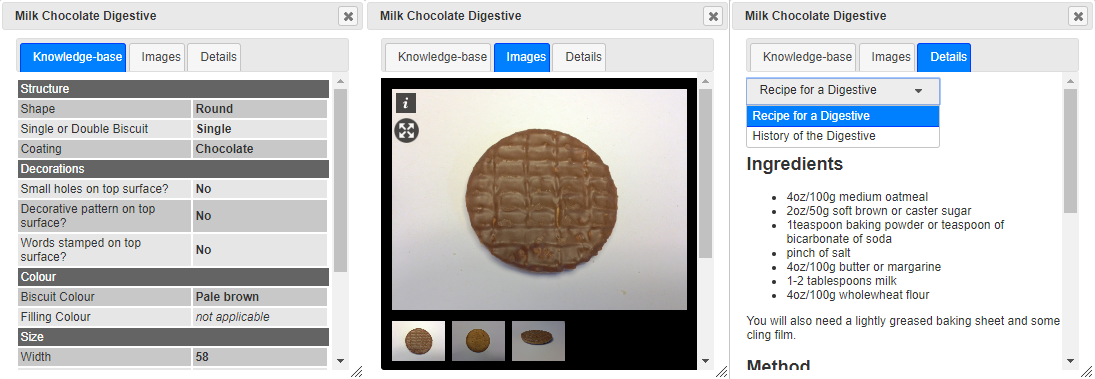 Milk Chocolate Digestive
Knowledge-base Images Details
Structure
Shape Round
Single or Double Biscuit Single
Coating Chocolate
Decorations
Small holes on top surface? No
Decorative pattern on top
surface? No
Words stamped on top
surface? No
Colour
Biscuit Colour Pale brown
Filling Colour not applicable
Size
Width 58
Milk Chocolate Digestive
Knowledge-base Images Details
i
Milk Chocolate Digestive
Knowledge-base Images Details
Recipe for a Digestive
Recipe for a Digestive
History of the Digestive
Ingredients
4oz/100g medium oatmeal
2oz/50g soft brown or caster sugar
1teaspoon baking powder or teaspoon of
bicarbonate of soda
pinch of salt
4oz/100g butter or margarine
1-2 tablespoons milk
4oz/100g wholewheat flour
You will also need a lightly greased baking sheet and some
cling film.
Method